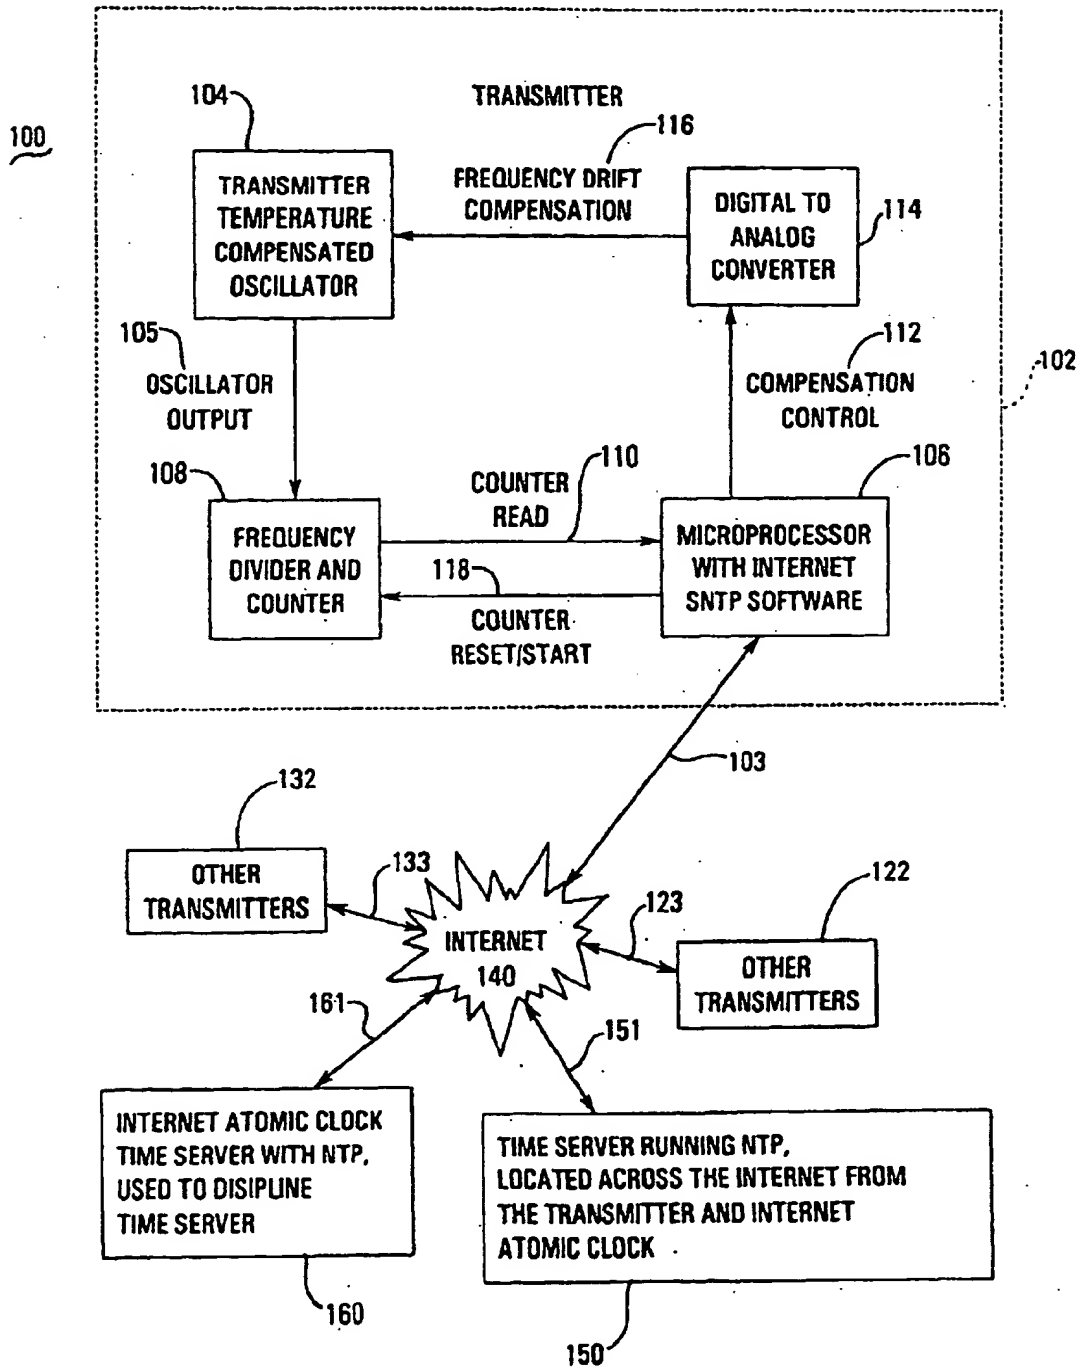 100
TRANSMITTER
104
116
TRANSMITTER
TEMPERATURE
COMPENSATED
OSCILLATOR
FREQUENCY DRIFT
COMPENSATION
DIGITAL TO
ANALOG
CONVERTER
114
105
OSCILLATOR
OUTPUT
112
COMPENSATION
CONTROL
102
108
FREQUENCY
DIVIDER AND
COUNTER
COUNTER
READ
110
118
COUNTER
RESET/START
106
MICROPROCESSOR
WITH INTERNET
SNTP SOFTWARE
103
132
OTHER
TRANSMITTERS
133
INTERNET
140
123
122
OTHER
TRANSMITTERS
161
151
INTERNET ATOMIC CLOCK
TIME SERVER WITH NTP,
USED TO DISIPLINE
TIME SERVER
160
TIME SERVER RUNNING NTP,
LOCATED ACROSS THE INTERNET FROM
THE TRANSMITTER AND INTERNET
ATOMIC CLOCK
150